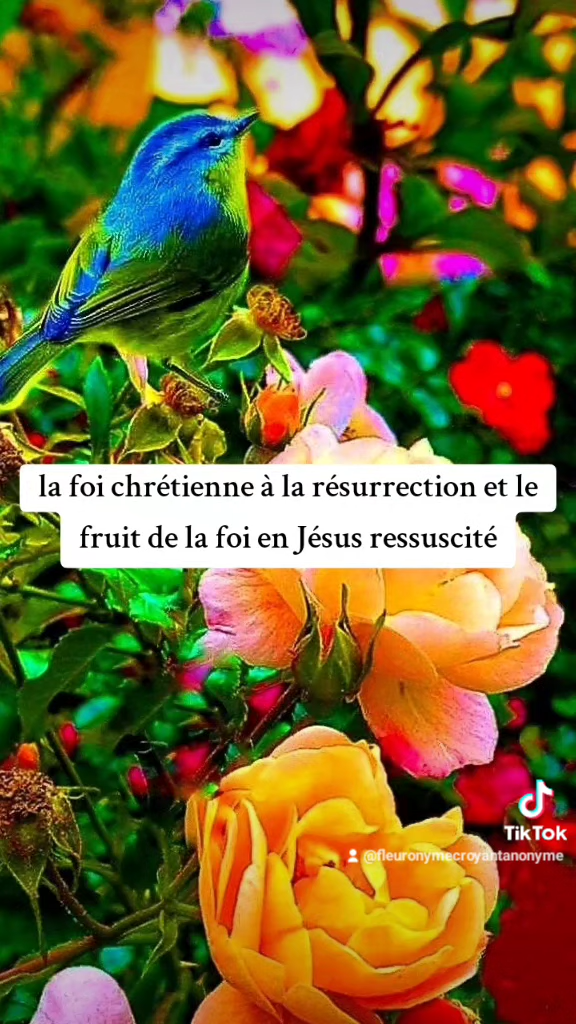 la foi chrétienne à la résurrection et le
fruit de la foi en Jésus ressuscité
TikTok
@fleuronymecroyantanonyme